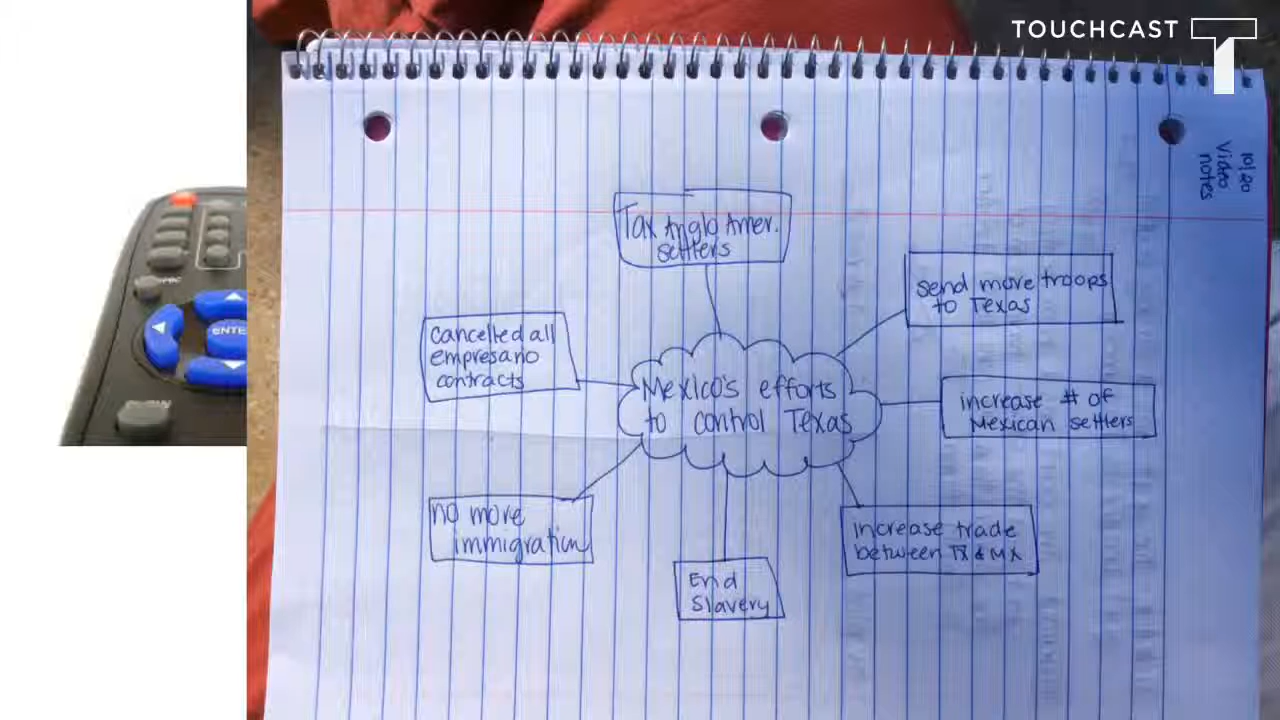 TOUCHCAST
10/20
Video
notes
Tax Anglo Amer.
settlers
send more troops
to Texas
cancelled all
empresario
contracts
Mexico's efforts
to control Texas
increase # of
Mexican settlers
no more
immigration
increase trade
between TX & MX
End
Slavery